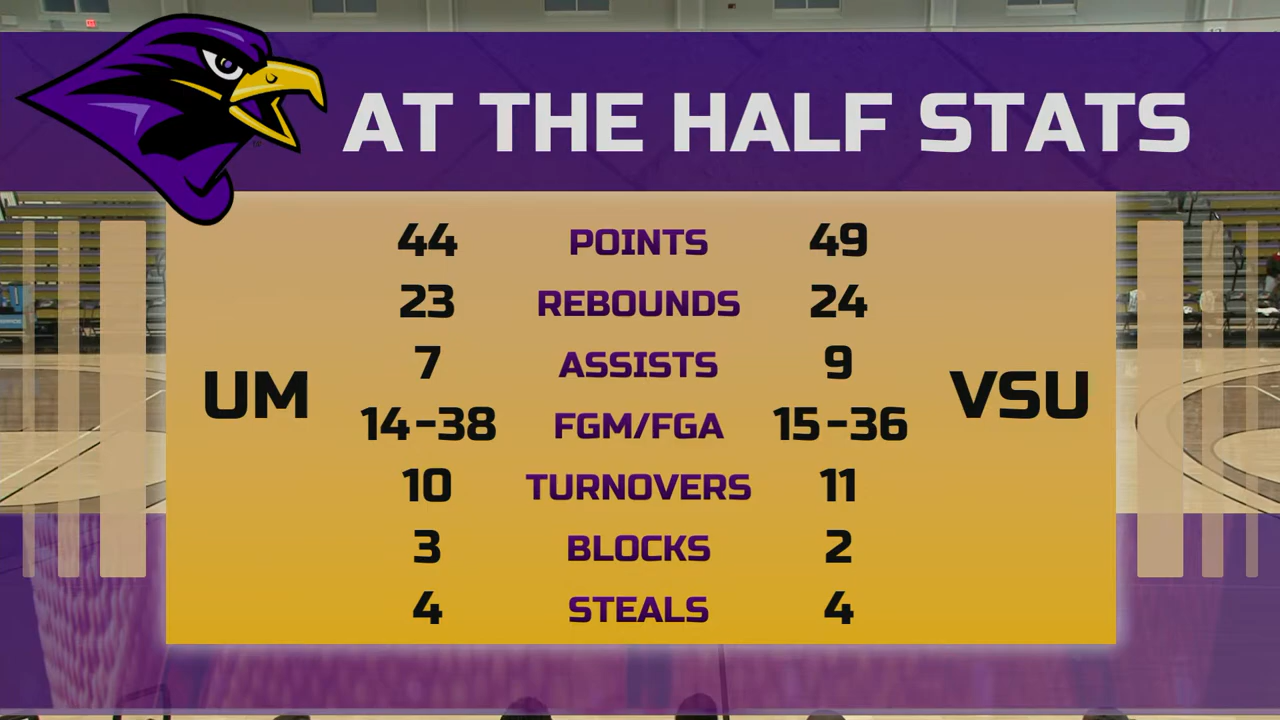 AT THE HALF STATS
44 POINTS 49
23 REBOUNDS 24
7 ASSISTS 9
UM VSU
14-38 FGM/FGA 15-36
10 TURNOVERS 11
3 BLOCKS 2
4 STEALS 4